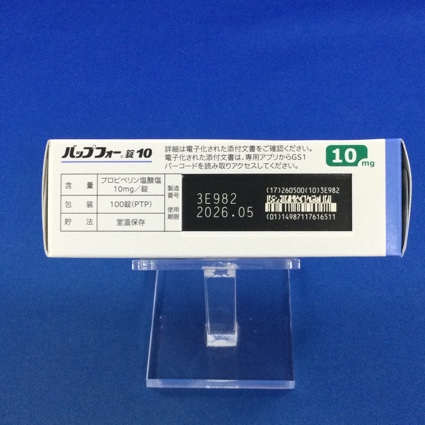 バップフォー®錠10
詳細は電子化された添付文書をご確認ください。
電子化された添付文書は、専用アプリからGS1
バーコードを読み取りアクセスしてください。
10mg
含量 プロピベリン塩酸塩
10mg/錠
包装 100錠(PTP)
貯法 室温保存
製造番号 3E982
使用期限 2026.05
(17)260500(10)3E982
(01)14987117616511